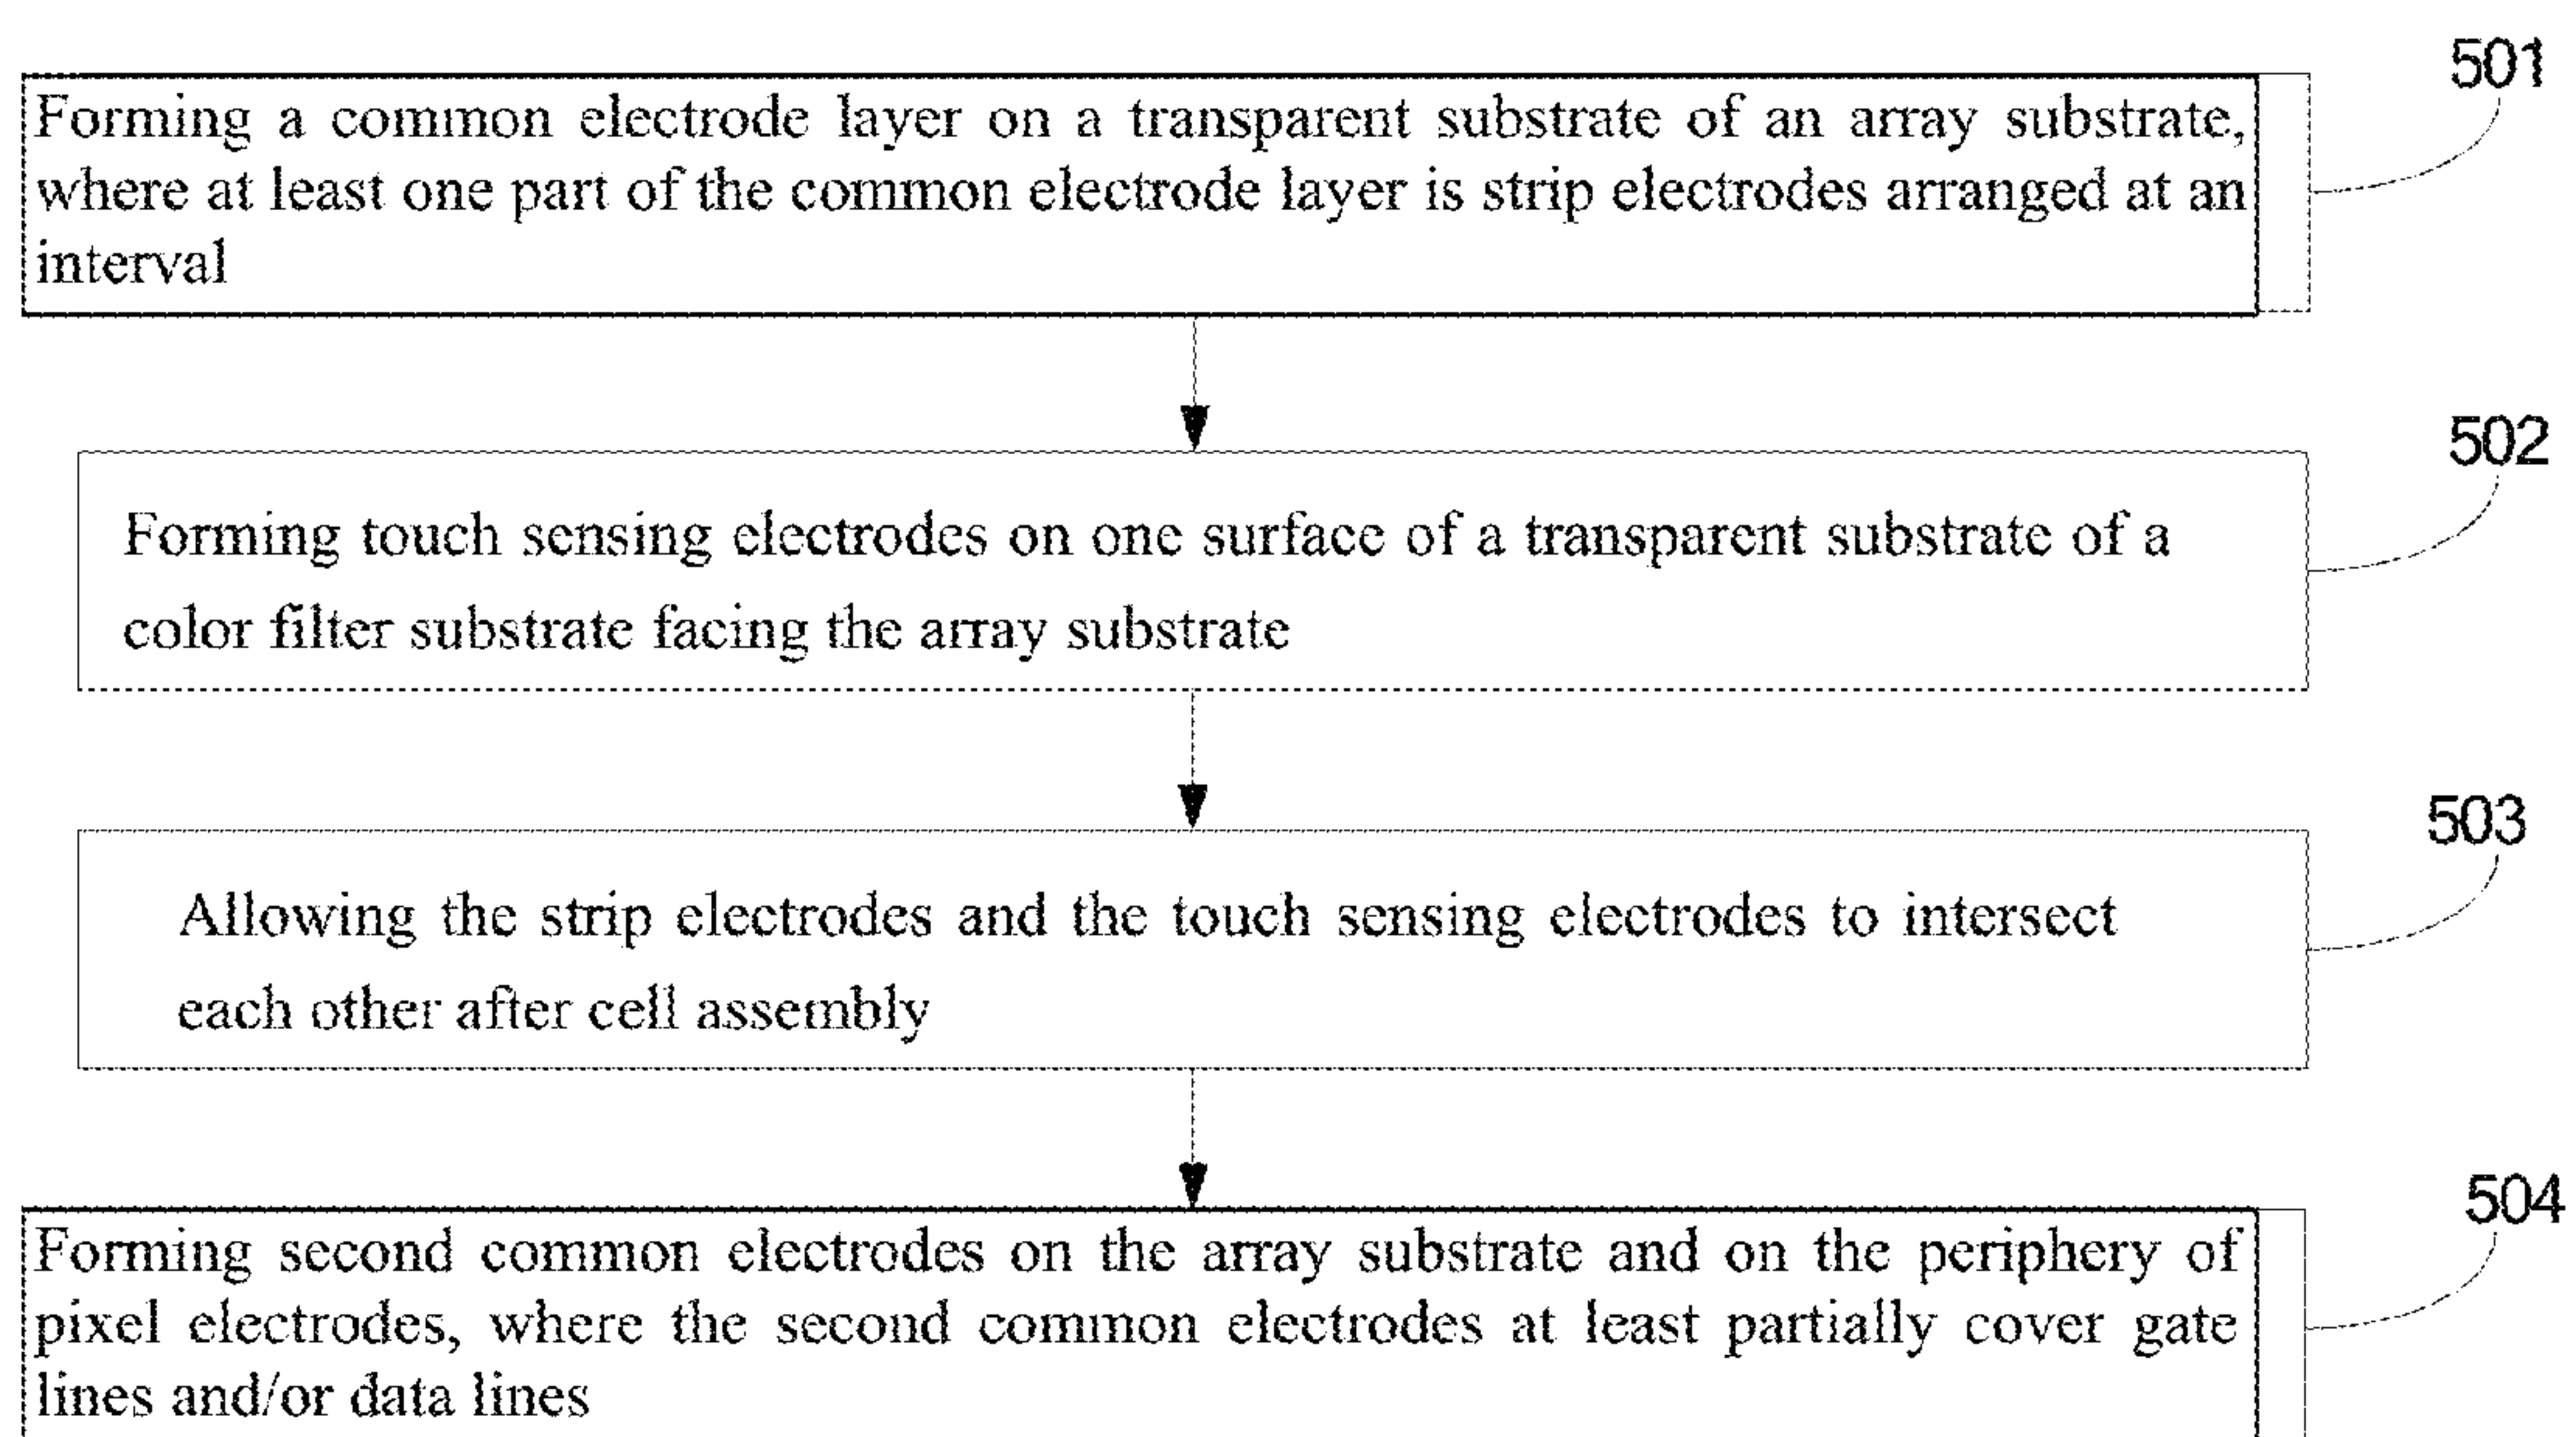 501
Forming a common electrode layer on a transparent substrate of an array substrate,
where at least one part of the common electrode layer is strip electrodes arranged at an
interval
502
Forming touch sensing electrodes on one surface of a transparent substrate of a
color filter substrate facing the array substrate
503
Allowing the strip electrodes and the touch sensing electrodes to intersect
each other after cell assembly
504
Forming second common electrodes on the array substrate and on the periphery of
pixel electrodes, where the second common electrodes at least partially cover gate
lines and/or data lines